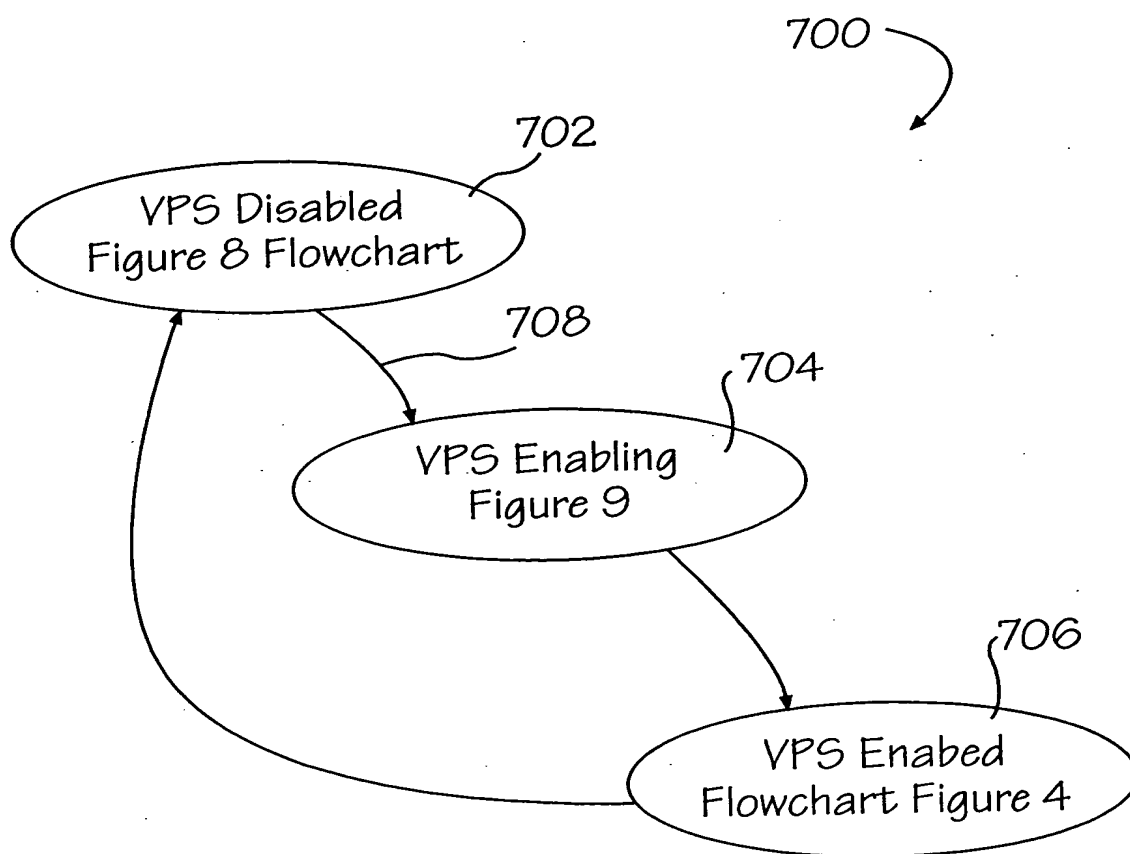 700
702
VPS Disabled
Figure 8 Flowchart
708
704
VPS Enabling
Figure 9
706
VPS Enabed
Flowchart Figure 4